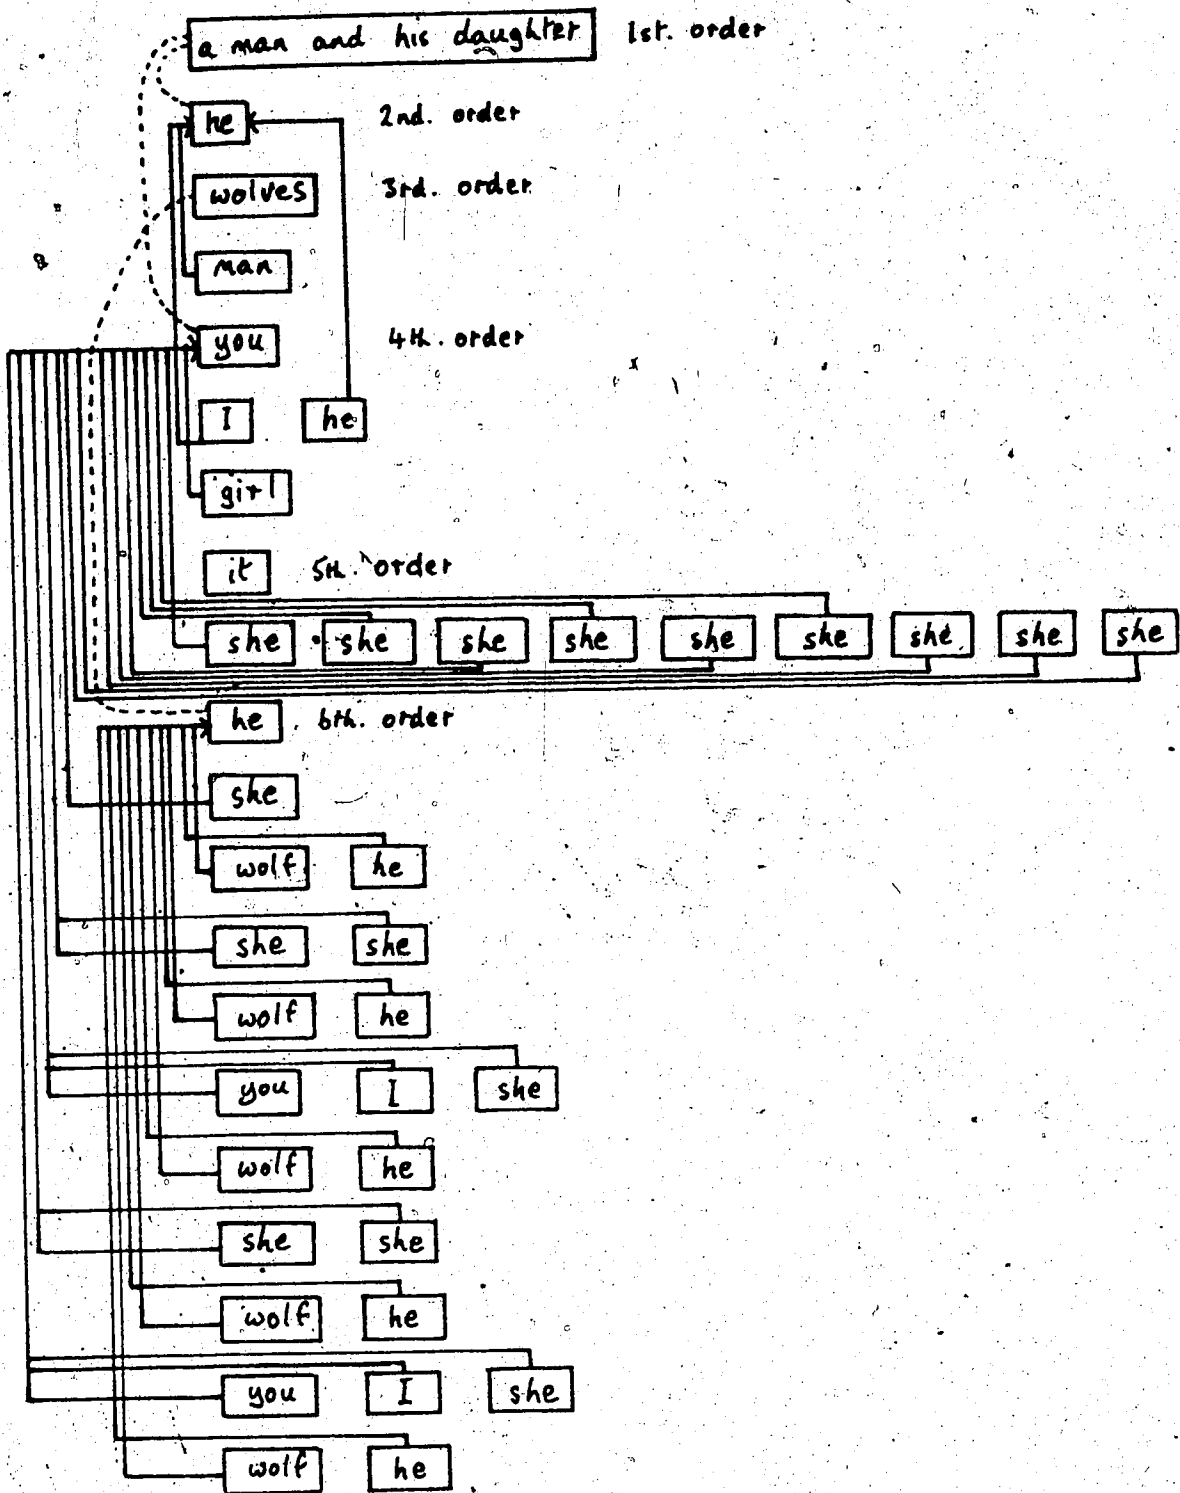 a man and his daughter 1st. order
he 2nd. order
wolves 3rd. order
man
you 4th. order
I he
girl
it 5th. order
she she she she she she she she she
he 6th. order
she
wolf he
she she
wolf he
you I she
wolf he
she she
wolf he
you I she
wolf he